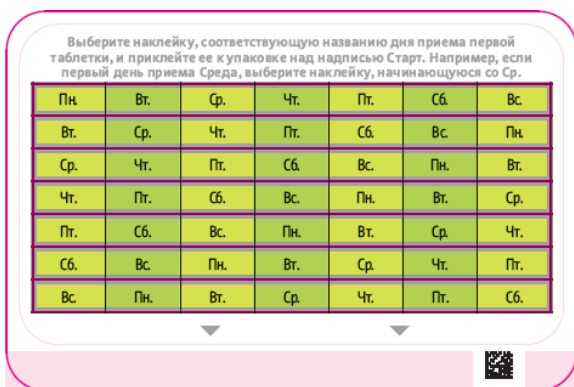 Выберите наклейку, соответствующую названию дня приема первой
таблетки, и приклейте ее к упаковке над надписью Старт. Например, если
первый день приема Среда, выберите наклейку, начинающуюся со Ср.
Пн. Вт. Ср. Чт. Пт. Сб. Вс.
Вт. Ср. Чт. Пт. Сб. Вс. Пн.
Ср. Чт. Пт. Сб. Вс. Пн. Вт.
Чт. Пт. Сб. Вс. Пн. Вт. Ср.
Пт. Сб. Вс. Пн. Вт. Ср. Чт.
Сб. Вс. Пн. Вт. Ср. Чт. Пт.
Вс. Пн. Вт. Ср. Чт. Пт. Сб.